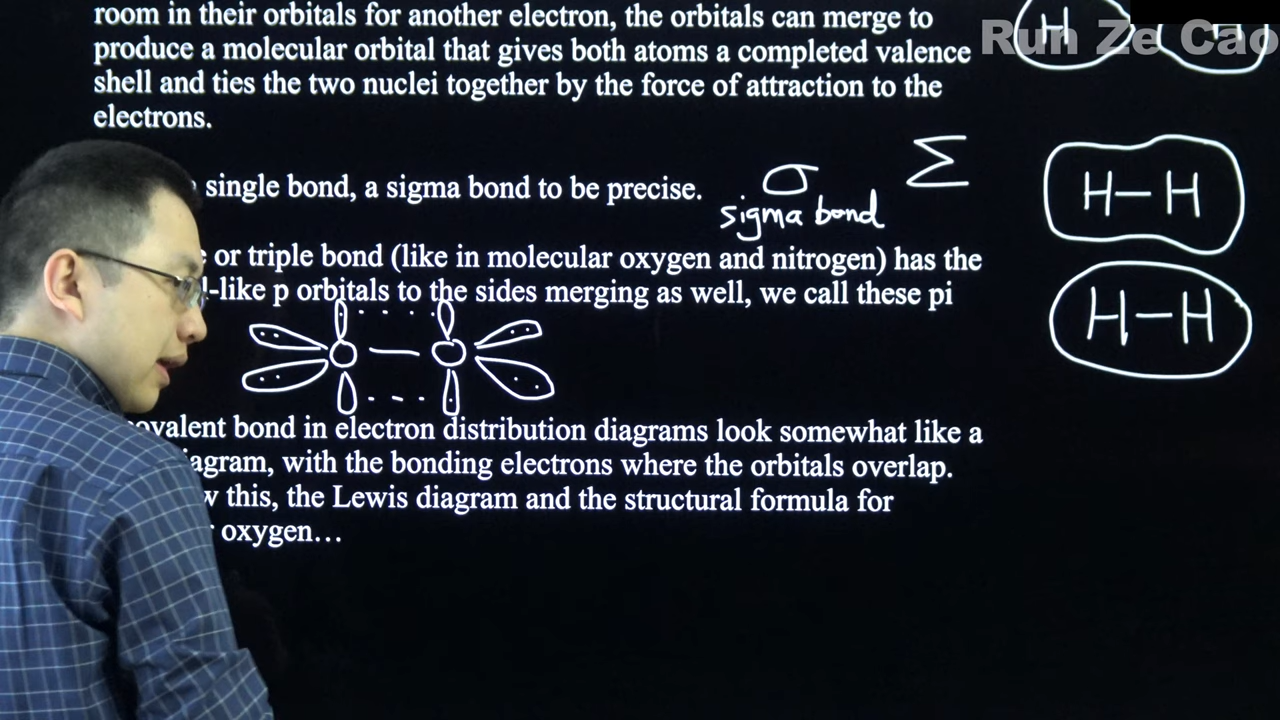 room in their orbitals for another electron, the orbitals can merge to
produce a molecular orbital that gives both atoms a completed valence
shell and ties the two nuclei together by the force of attraction to the
electrons.
single bond, a sigma bond to be precise.
or triple bond (like in molecular oxygen and nitrogen) has the
-like p orbitals to the sides merging as well, we call these pi
ovalent bond in electron distribution diagrams look somewhat like a
agram, with the bonding electrons where the orbitals overlap.
w this, the Lewis diagram and the structural formula for
oxygen…
σ Σ
sigma bond
H
Run Ze Cao
H–H
H–H